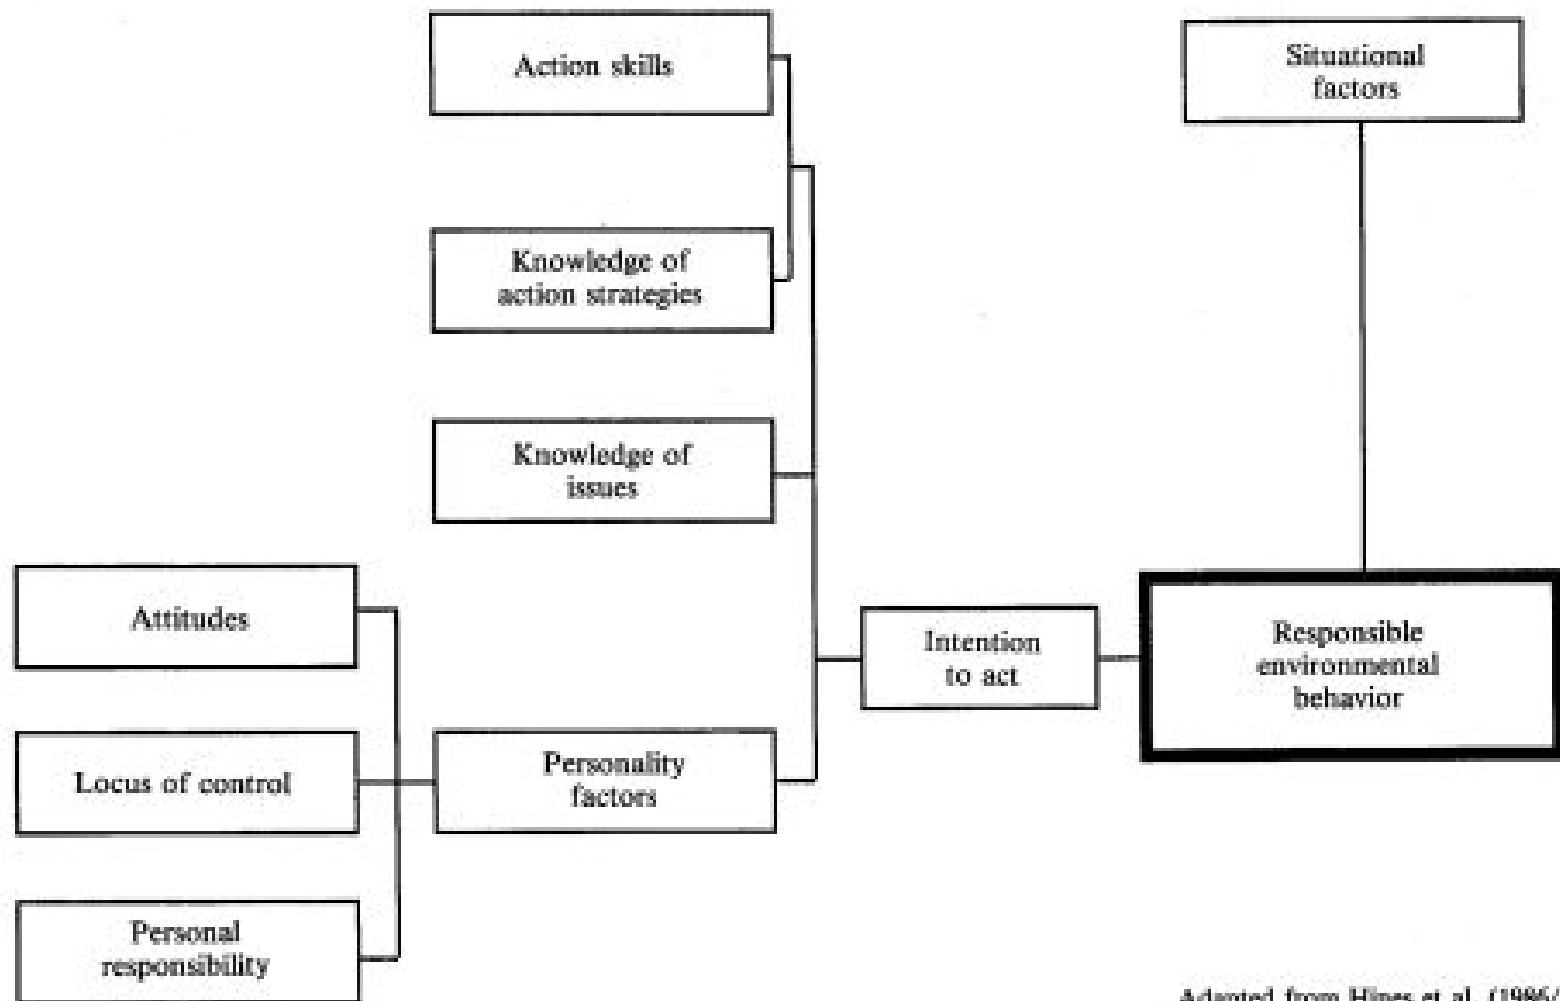 Action skills
Situational
factors
Knowledge of
action strategies
Knowledge of
issues
Attitudes
Intention
to act
Responsible
environmental
behavior
Locus of control
Personality
factors
Personal
responsibility
Adapted from Hines et al. (1986/